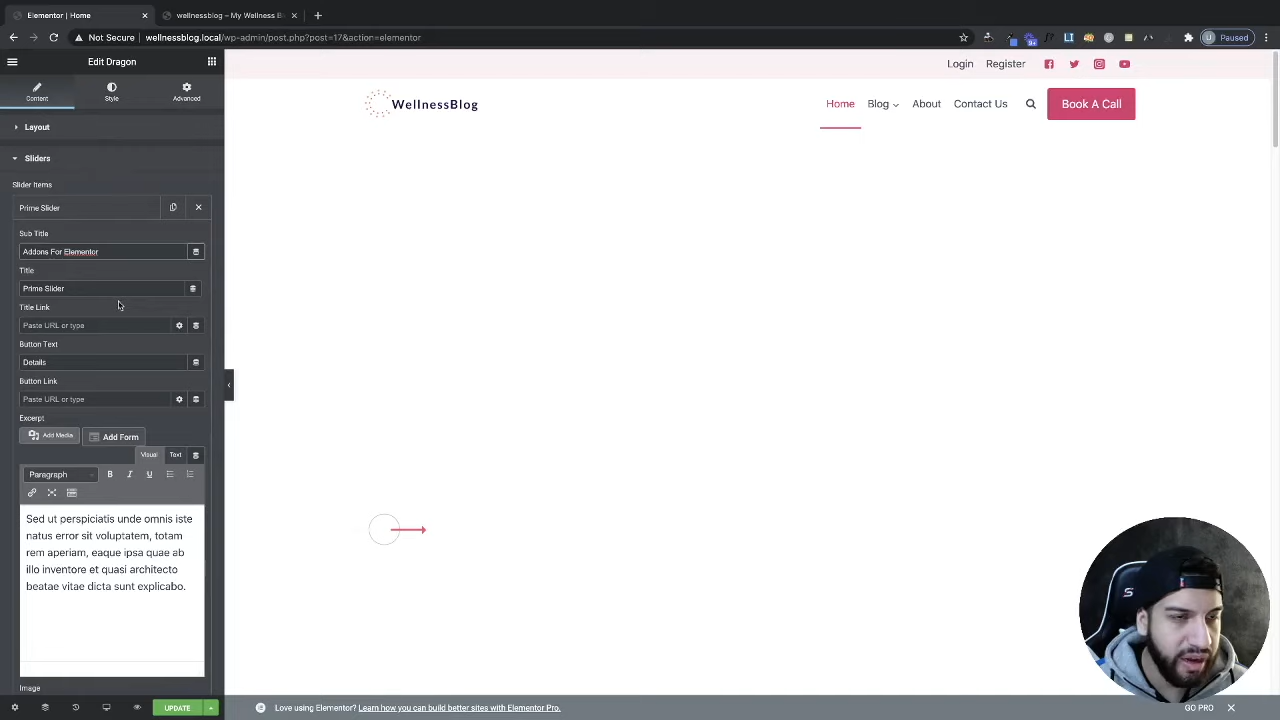 Elementor | Home
wellnessblog – My Wellness B
Not Secure | wellnessblog.local/wp-admin/post.php?post=17&action=elementor
Paused
Edit Dragon
Content
Style
Advanced
Layout
Sliders
Slider Items
Prime Slider
Sub Title
Addons For Elementor
Title
Prime Slider
Title Link
Paste URL or type
Button Text
Details
Button Link
Paste URL or type
Excerpt
Add Media
Add Form
Visual
Text
Paragraph
Sed ut perspiciatis unde omnis iste
natus error sit voluptatem, totam
rem aperiam, eaque ipsa quae ab
illo inventore et quasi architecto
beatae vitae dicta sunt explicabo.
Image
UPDATE
Login
Register
WellnessBlog
Home
Blog
About
Contact Us
Book A Call
Love using Elementor? Learn how you can build better sites with Elementor Pro.
GO PRO